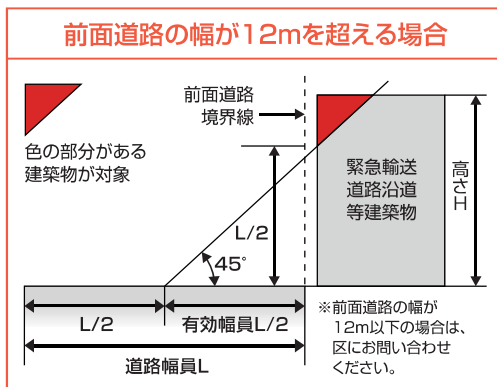 前面道路の幅が12mを超える場合
前面道路
境界線
色の部分がある
建築物が対象
緊急輸送
道路沿道
等建築物
高さH
L/2
45°
L/2
有効幅員L/2
道路幅員L
※前面道路の幅が
12m以下の場合は、
区にお問い合わせ
ください。